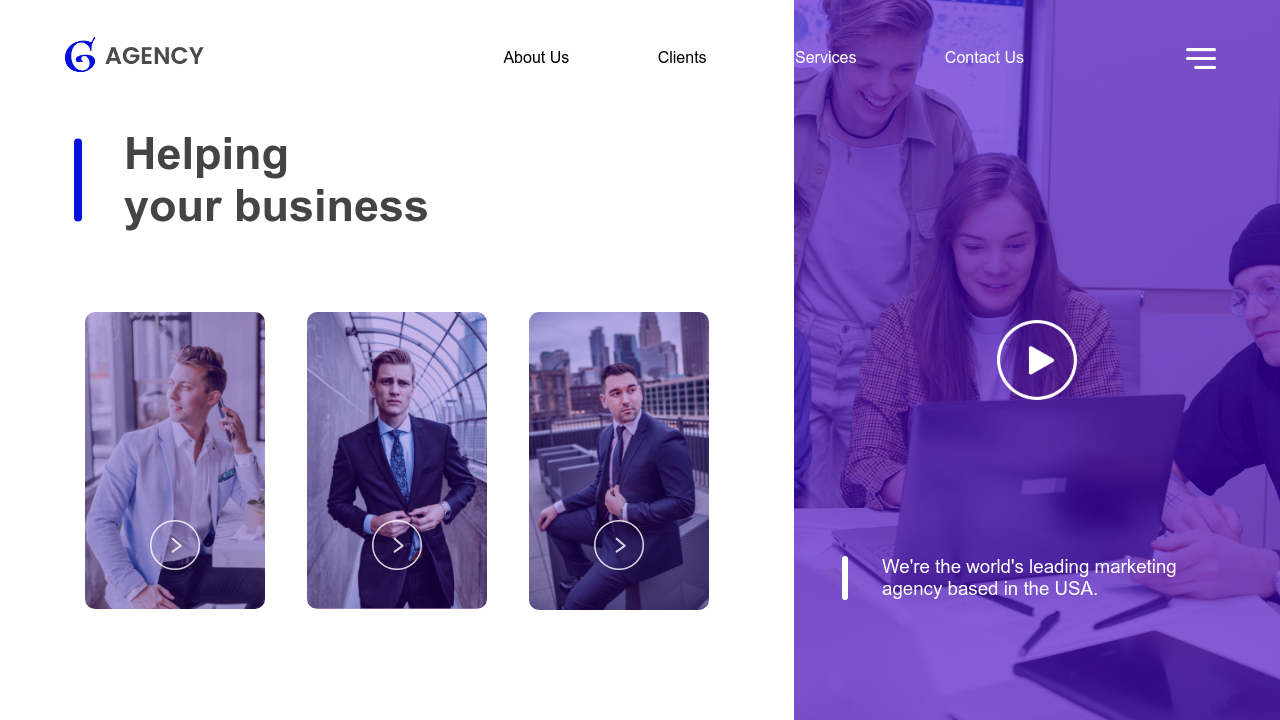 G AGENCY
About Us
Clients
Services
Contact Us
Helping
your business
We're the world's leading marketing
agency based in the USA.